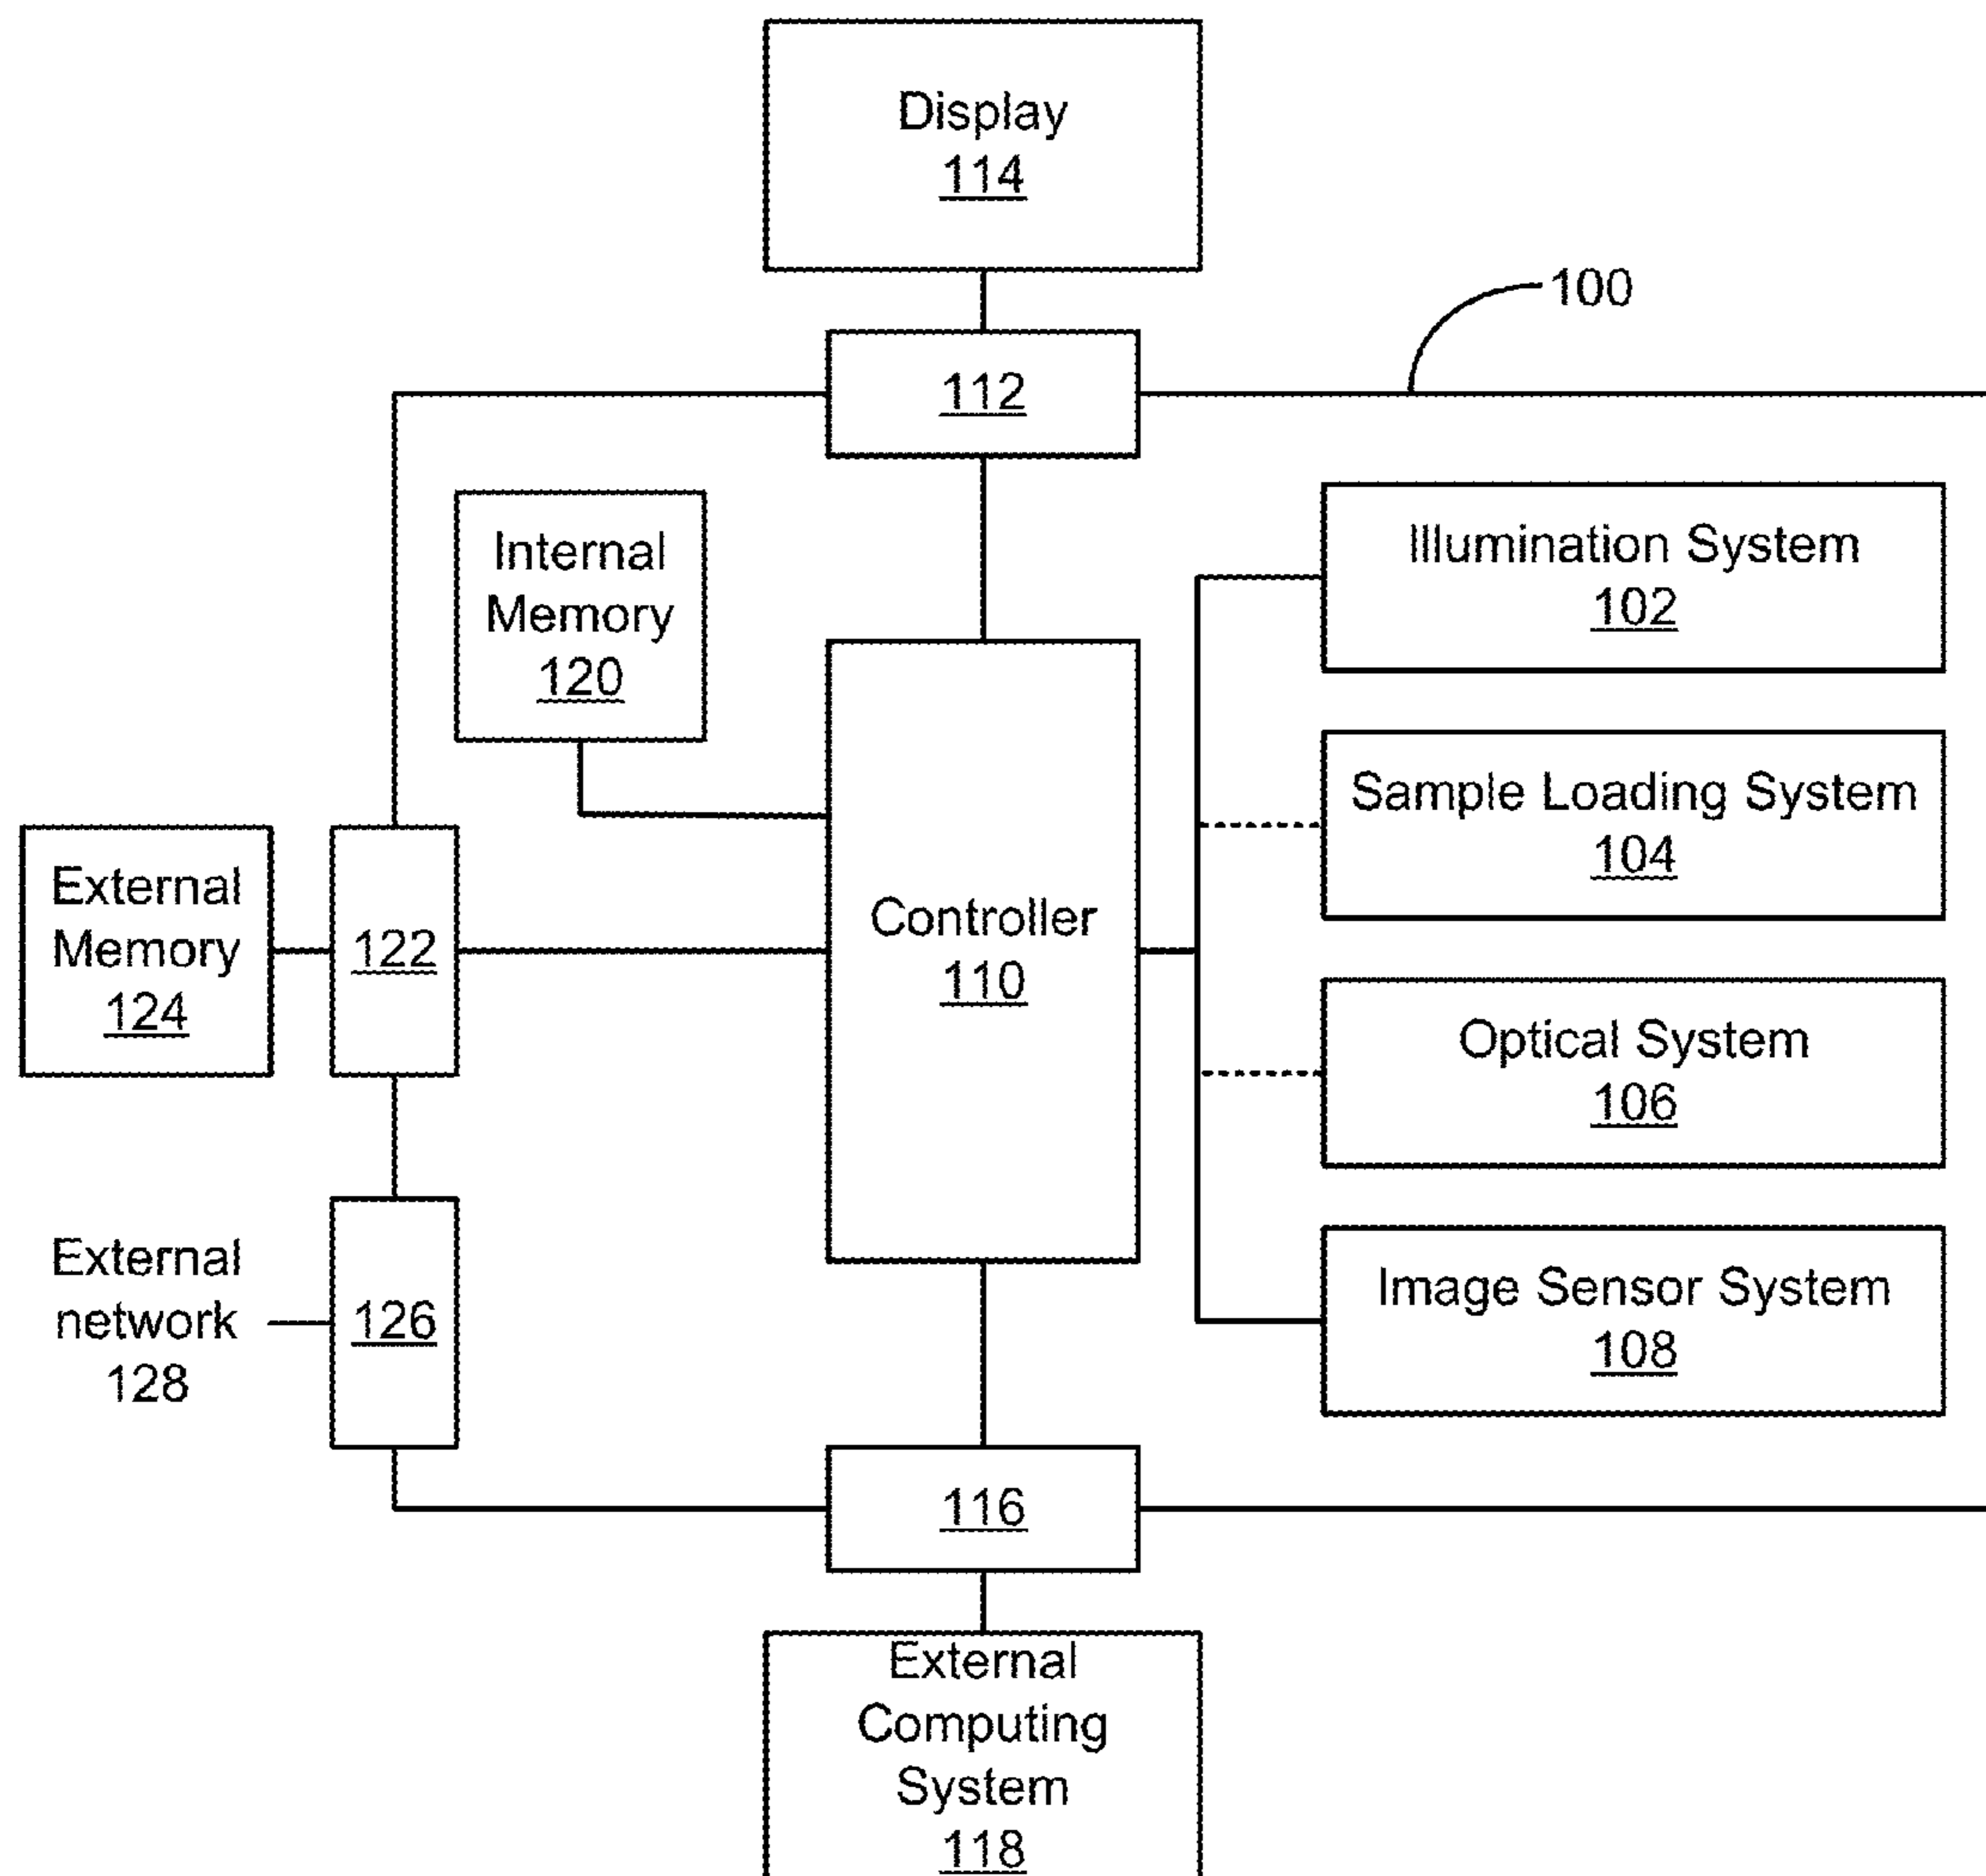 Display
114
100
112
Internal
Memory
120
Illumination System
102
Sample Loading System
104
External
Memory
124
122
Controller
110
Optical System
106
External
network
128
126
Image Sensor System
108
116
External
Computing
System
118